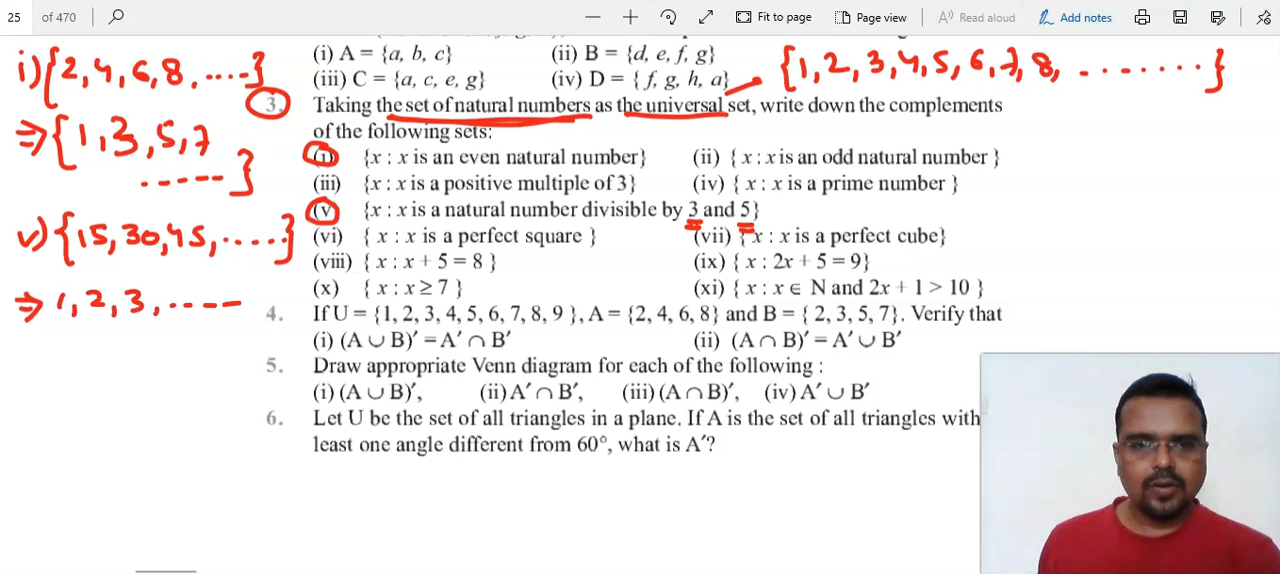 25 of 470 Fit to page Page view Read aloud Add notes
(i) A = {a, b, c} (ii) B = {d, e, f, g}
(iii) C = {a, c, e, g} (iv) D = { f, g, h, a}
{1, 2, 3, 4, 5, 6, 7, 8, ........}
i) {2, 4, 6, 8, .....}
⇒ {1, 3, 5, 7 ......}
3. Taking the set of natural numbers as the universal set, write down the complements
of the following sets:
(i) {x : x is an even natural number} (ii) { x : x is an odd natural number }
(iii) {x : x is a positive multiple of 3} (iv) { x : x is a prime number }
(v) {x : x is a natural number divisible by 3 and 5}
(vi) { x : x is a perfect square } (vii) { x : x is a perfect cube}
(viii) { x : x + 5 = 8 } (ix) { x : 2x + 5 = 9}
(x) { x : x ≥ 7 } (xi) { x : x ∈ N and 2x + 1 > 10 }
v) {15, 30, 45, .....}
⇒ 1, 2, 3, ......
4. If U = {1, 2, 3, 4, 5, 6, 7, 8, 9 }, A = {2, 4, 6, 8} and B = { 2, 3, 5, 7}. Verify that
(i) (A ∪ B)′ = A′ ∩ B′ (ii) (A ∩ B)′ = A′ ∪ B′
5. Draw appropriate Venn diagram for each of the following :
(i) (A ∪ B)′, (ii) A′ ∩ B′, (iii) (A ∩ B)′, (iv) A′ ∪ B′
6. Let U be the set of all triangles in a plane. If A is the set of all triangles with
least one angle different from 60°, what is A′?